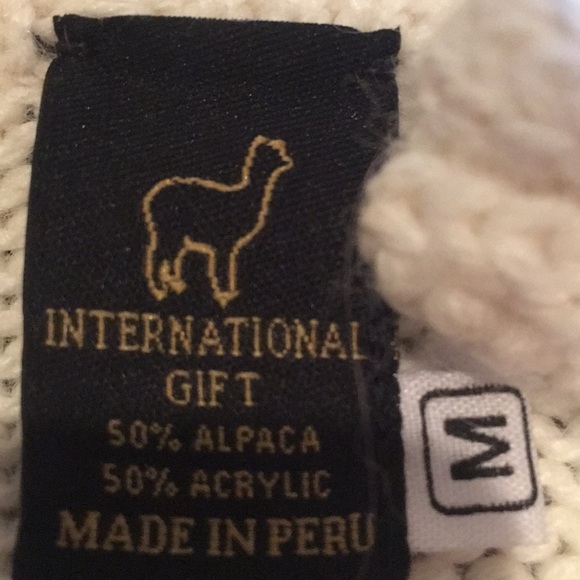 INTERNATIONAL
GIFT
50% ALPACA
50% ACRYLIC
MADE IN PERU
M